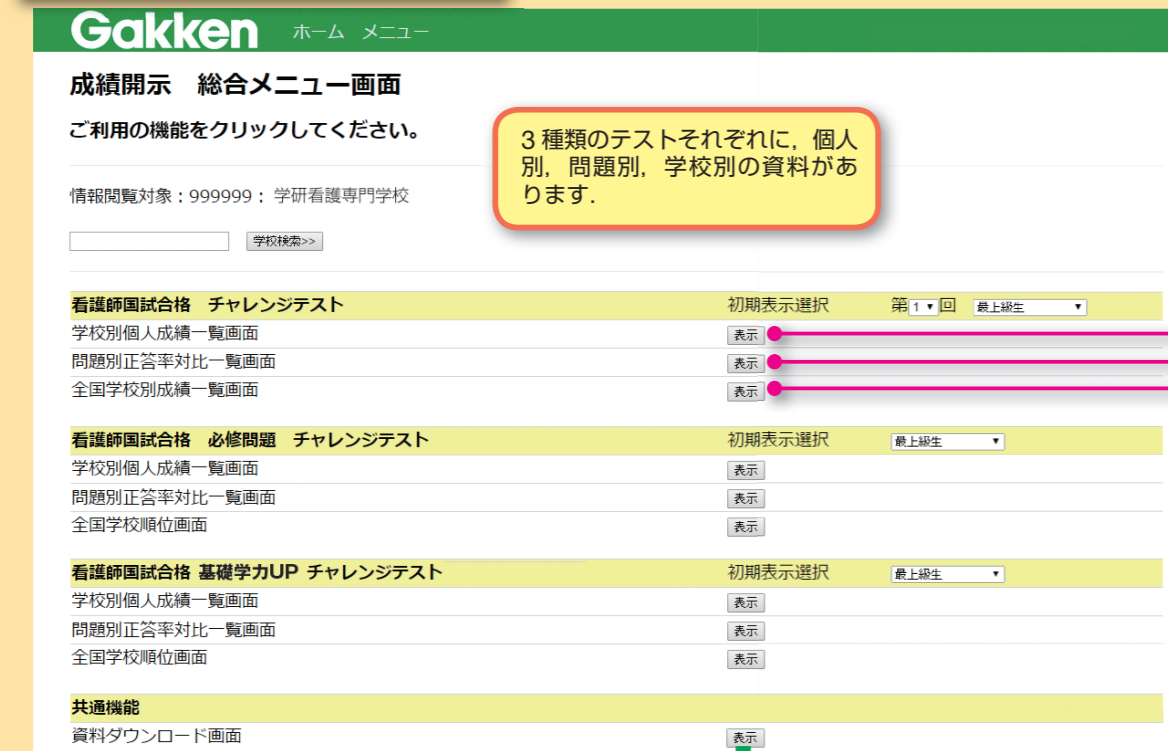 Gakken ホーム メニュー
成績開示 総合メニュー画面
ご利用の機能をクリックしてください。
3種類のテストそれぞれに，個人
別，問題別，学校別の資料があ
ります．
情報閲覧対象：999999： 学研看護専門学校
学校検索>>
看護師国試合格 チャレンジテスト 初期表示選択 第1▼回 最上級生 ▼
学校別個人成績一覧画面 表示
問題別正答率対比一覧画面 表示
全国学校別成績一覧画面 表示
看護師国試合格 必修問題 チャレンジテスト 初期表示選択 最上級生 ▼
学校別個人成績一覧画面 表示
問題別正答率対比一覧画面 表示
全国学校順位画面 表示
看護師国試合格 基礎学力UP チャレンジテスト 初期表示選択 最上級生 ▼
学校別個人成績一覧画面 表示
問題別正答率対比一覧画面 表示
全国学校順位画面 表示
共通機能
資料ダウンロード画面 表示